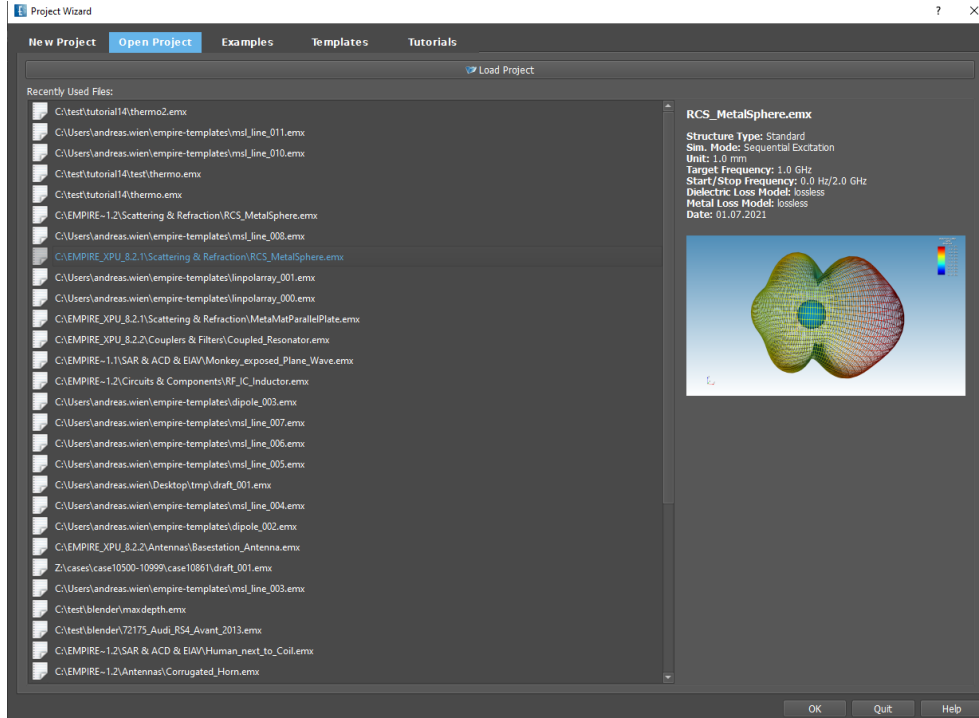 Project Wizard
?
New Project Open Project Examples Templates Tutorials
Load Project
Recently Used Files:
C:\test\tutorial14\thermo2.emx
C:\Users\andreas.wien\empire-templates\msl_line_011.emx
C:\Users\andreas.wien\empire-templates\msl_line_010.emx
C:\test\tutorial14\test\thermo.emx
C:\test\tutorial14\thermo.emx
C:\EMPIRE~1.2\Scattering & Refraction\RCS_MetalSphere.emx
C:\Users\andreas.wien\empire-templates\msl_line_008.emx
C:\EMPIRE_XPU_8.2.1\Scattering & Refraction\RCS_MetalSphere.emx
C:\Users\andreas.wien\empire-templates\linpolarray_001.emx
C:\Users\andreas.wien\empire-templates\linpolarray_000.emx
C:\EMPIRE_XPU_8.2.1\Scattering & Refraction\MetaMatParallelPlate.emx
C:\EMPIRE_XPU_8.2.2\Couplers & Filters\Coupled_Resonator.emx
C:\EMPIRE~1.1\SAR & ACD & EIAV\Monkey_exposed_Plane_Wave.emx
C:\EMPIRE~1.2\Circuits & Components\RF_IC_Inductor.emx
C:\Users\andreas.wien\empire-templates\dipole_003.emx
C:\Users\andreas.wien\empire-templates\msl_line_007.emx
C:\Users\andreas.wien\empire-templates\msl_line_006.emx
C:\Users\andreas.wien\empire-templates\msl_line_005.emx
C:\Users\andreas.wien\Desktop\tmp\draft_001.emx
C:\Users\andreas.wien\empire-templates\msl_line_004.emx
C:\Users\andreas.wien\empire-templates\dipole_002.emx
C:\EMPIRE_XPU_8.2.2\Antennas\Basestation_Antenna.emx
Z:\cases\case10500-10999\case10861\draft_001.emx
C:\Users\andreas.wien\empire-templates\msl_line_003.emx
C:\test\blender\maxdepth.emx
C:\test\blender\72175_Audi_RS4_Avant_2013.emx
C:\EMPIRE~1.2\SAR & ACD & EIAV\Human_next_to_Coil.emx
C:\EMPIRE~1.2\Antennas\Corrugated_Horn.emx
RCS_MetalSphere.emx
Structure Type: Standard
Sim. Mode: Sequential Excitation
Unit: 1.0 mm
Target Frequency: 1.0 GHz
Start/Stop Frequency: 0.0 Hz/2.0 GHz
Dielectric Loss Model: lossless
Metal Loss Model: lossless
Date: 01.07.2021
OK Quit Help